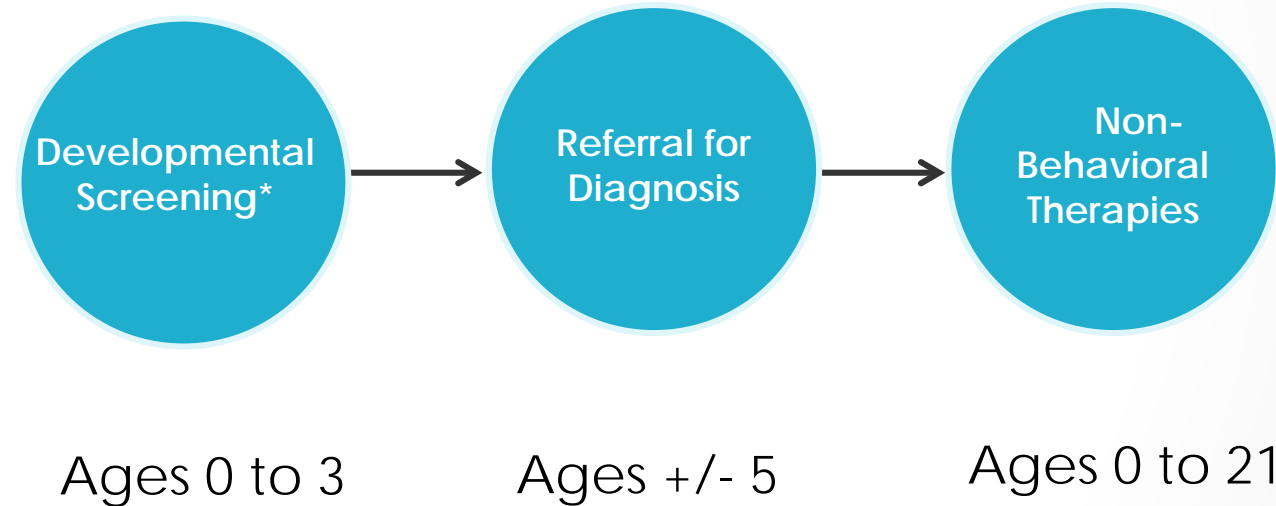 Developmental
Screening*
Referral for
Diagnosis
Non-
Behavioral
Therapies
Ages 0 to 3
Ages +/- 5
Ages 0 to 21